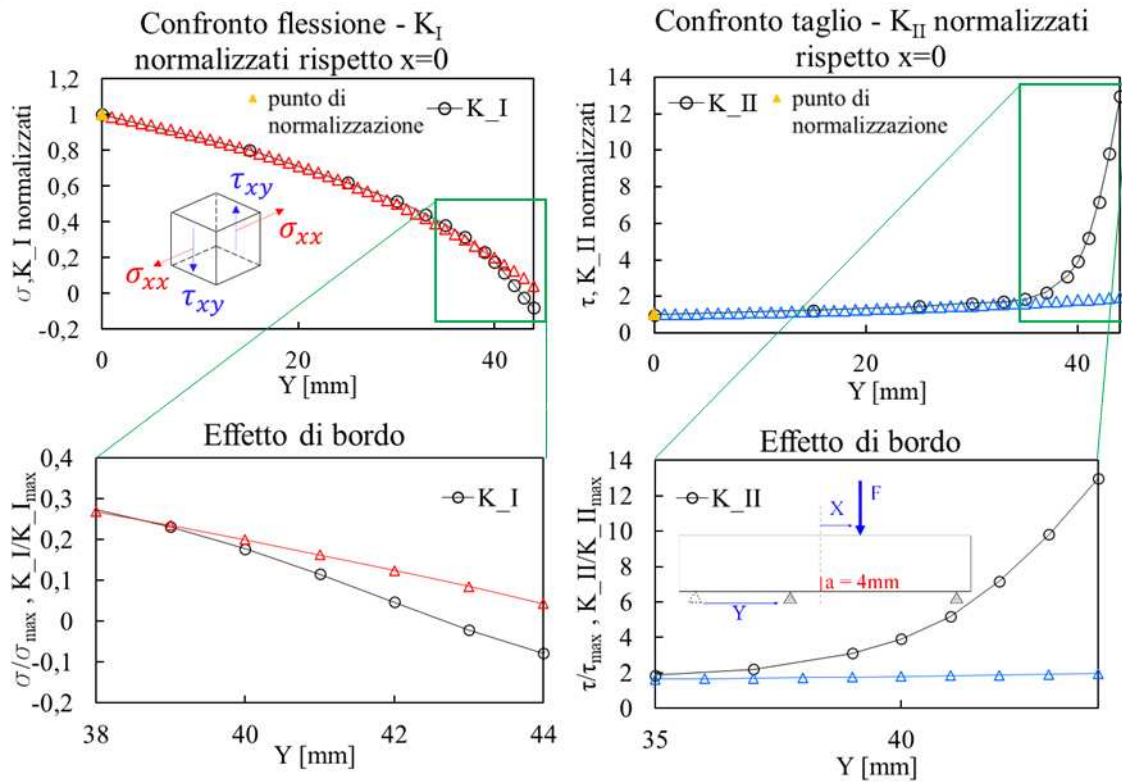 Confronto flessione - K_I
normalizzati rispetto x=0
1,2
1
0,8
0,6
0,4
0,2
0
-0,2
σ,K_I normalizzati
punto di
normalizzazione
K_I
τxy
σxx
σxx
τxy
0
20
40
Y [mm]
Confronto taglio - K_II normalizzati
rispetto x=0
14
12
10
8
6
4
2
0
τ, K_II normalizzati
K_II
punto di
normalizzazione
0
20
40
Y [mm]
Effetto di bordo
0,4
0,3
0,2
0,1
0
-0,1
-0,2
σ/σmax , K_I/K_Imax
K_I
38
40
42
44
Y [mm]
Effetto di bordo
14
12
10
8
6
4
2
0
τ/τmax , K_II/K_IImax
K_II
F
X
a = 4mm
Y
35
40
Y [mm]